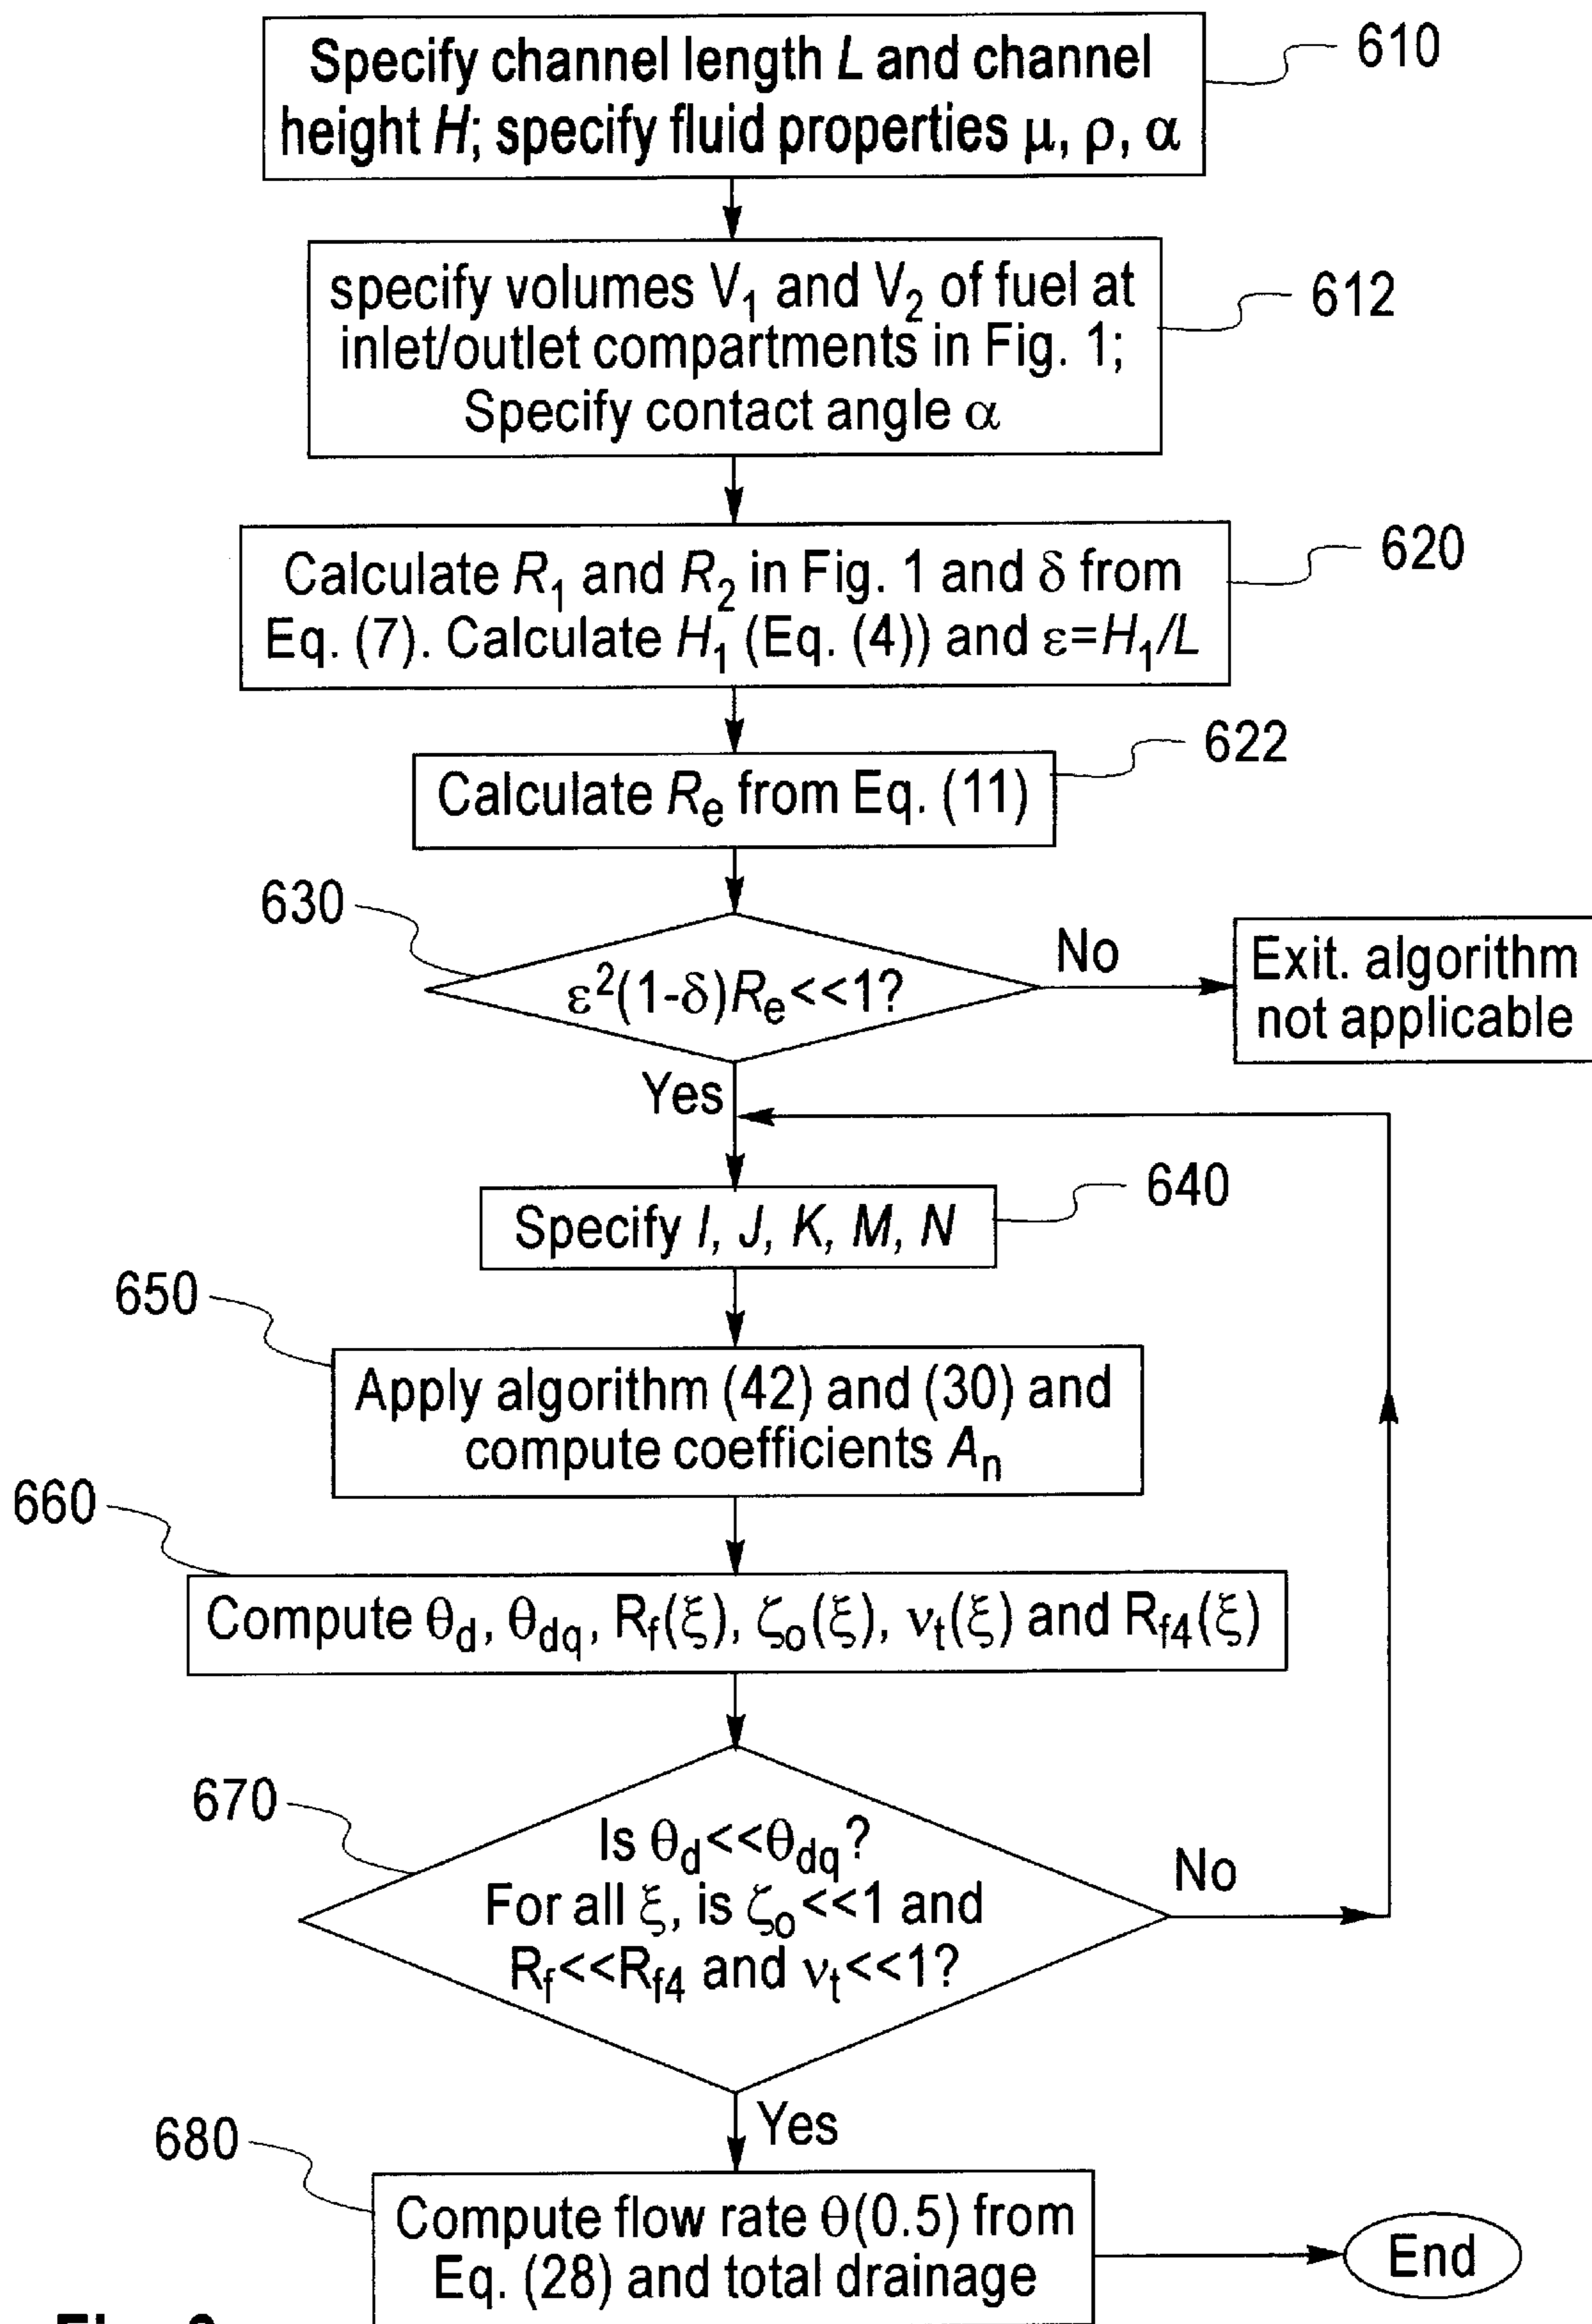 Specify channel length L and channel
height H; specify fluid properties μ, ρ, α
610
specify volumes V₁ and V₂ of fuel at
inlet/outlet compartments in Fig. 1;
Specify contact angle α
612
Calculate R₁ and R₂ in Fig. 1 and δ from
Eq. (7). Calculate H₁ (Eq. (4)) and ε=H₁/L
620
Calculate Rₑ from Eq. (11)
622
630
ε²(1-δ)Rₑ<<1?
No
Exit. algorithm
not applicable
Yes
Specify I, J, K, M, N
640
650
Apply algorithm (42) and (30) and
compute coefficients Aₙ
660
Compute θd, θdq, Rf(ξ), ζo(ξ), νt(ξ) and Rf4(ξ)
670
Is θd<<θdq?
For all ξ, is ζo<<1 and
Rf<<Rf4 and νt<<1?
No
Yes
680
Compute flow rate θ(0.5) from
Eq. (28) and total drainage
End